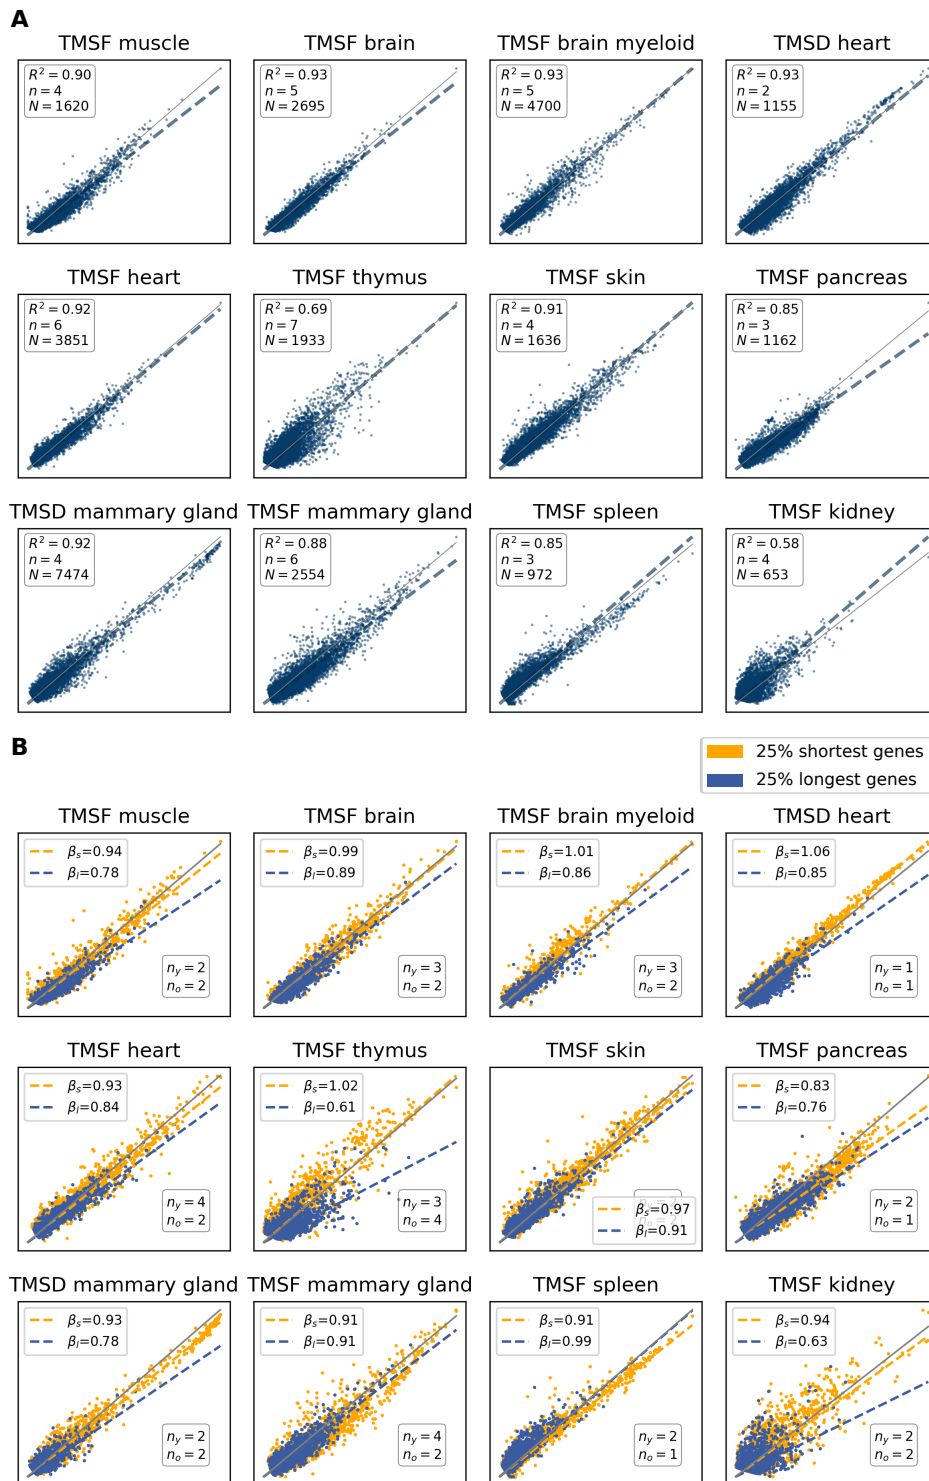 A
TMSF muscle
R² = 0.90
n = 4
N = 1620
TMSF brain
R² = 0.93
n = 5
N = 2695
TMSF brain myeloid
R² = 0.93
n = 5
N = 4700
TMSD heart
R² = 0.93
n = 2
N = 1155
TMSF heart
R² = 0.92
n = 6
N = 3851
TMSF thymus
R² = 0.69
n = 7
N = 1933
TMSF skin
R² = 0.91
n = 4
N = 1636
TMSF pancreas
R² = 0.85
n = 3
N = 1162
TMSD mammary gland
R² = 0.92
n = 4
N = 7474
TMSF mammary gland
R² = 0.88
n = 6
N = 2554
TMSF spleen
R² = 0.85
n = 3
N = 972
TMSF kidney
R² = 0.58
n = 4
N = 653
B
25% shortest genes
25% longest genes
TMSF muscle
βs=0.94
βl=0.78
ny = 2
no = 2
TMSF brain
βs=0.99
βl=0.89
ny = 3
no = 2
TMSF brain myeloid
βs=1.01
βl=0.86
ny = 3
no = 2
TMSD heart
βs=1.06
βl=0.85
ny = 1
no = 1
TMSF heart
βs=0.93
βl=0.84
ny = 4
no = 2
TMSF thymus
βs=1.02
βl=0.61
ny = 3
no = 4
TMSF skin
βs=0.97
βl=0.91
TMSF pancreas
βs=0.83
βl=0.76
ny = 2
no = 1
TMSD mammary gland
βs=0.93
βl=0.78
ny = 2
no = 2
TMSF mammary gland
βs=0.91
βl=0.91
ny = 4
no = 2
TMSF spleen
βs=0.91
βl=0.99
ny = 2
no = 1
TMSF kidney
βs=0.94
βl=0.63
ny = 2
no = 2